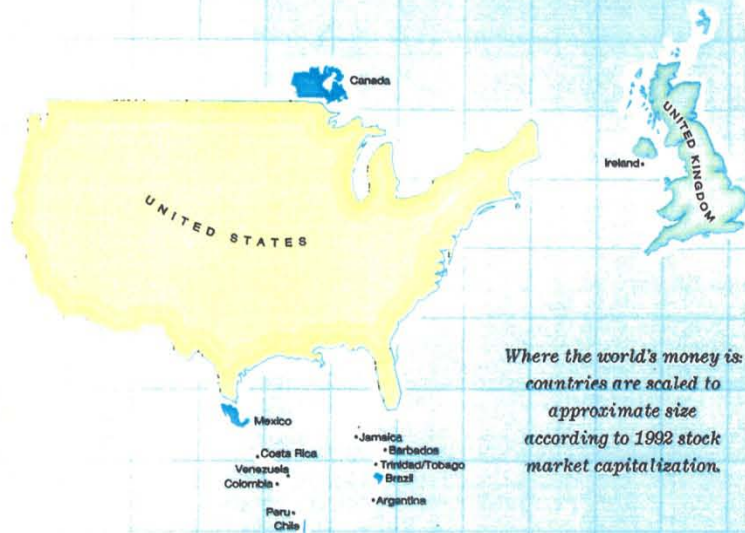 Canada
UNITED STATES
UNITED KINGDOM
Ireland
Mexico
Costa Rica
Venezuela
Colombia
Peru
Chile
Jamaica
Barbados
Trinidad/Tobago
Brazil
Argentina
Where the world's money is:
countries are scaled to
approximate size
according to 1992 stock
market capitalization.